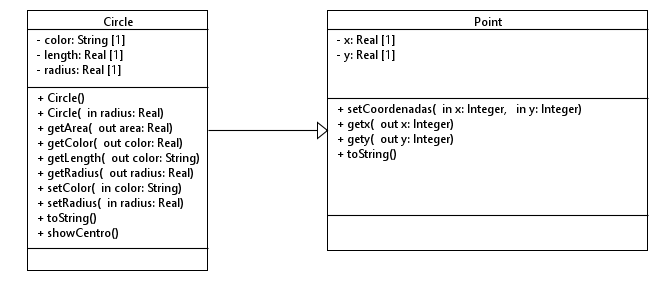 Circle
- color: String [1]
- length: Real [1]
- radius: Real [1]
+ Circle()
+ Circle( in radius: Real)
+ getArea( out area: Real)
+ getColor( out color: Real)
+ getLength( out color: String)
+ getRadius( out radius: Real)
+ setColor( in color: String)
+ setRadius( in radius: Real)
+ toString()
+ showCentro()
Point
- x: Real [1]
- y: Real [1]
+ setCoordenadas( in x: Integer, in y: Integer)
+ getx( out x: Integer)
+ gety( out y: Integer)
+ toString()